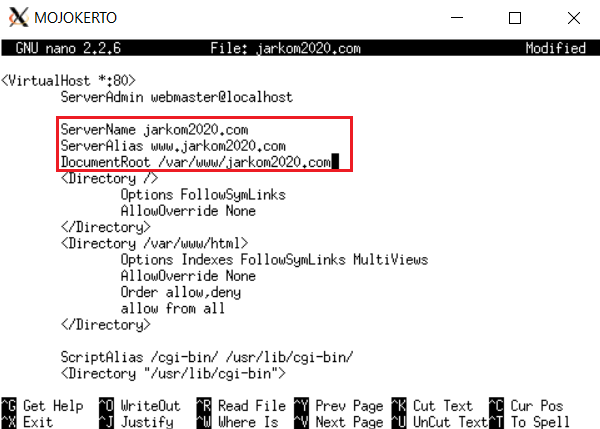 MOJOKERTO
GNU nano 2.2.6 File: jarkom2020.com Modified
<VirtualHost *:80>
ServerAdmin webmaster@localhost
ServerName jarkom2020.com
ServerAlias www.jarkom2020.com
DocumentRoot /var/www/jarkom2020.com
<Directory />
Options FollowSymLinks
AllowOverride None
</Directory>
<Directory /var/www/html>
Options Indexes FollowSymLinks MultiViews
AllowOverride None
Order allow,deny
allow from all
</Directory>
ScriptAlias /cgi-bin/ /usr/lib/cgi-bin/
<Directory "/usr/lib/cgi-bin">
^G Get Help ^O WriteOut ^R Read File ^Y Prev Page ^K Cut Text ^C Cur Pos
^X Exit ^J Justify ^W Where Is ^V Next Page ^U UnCut Text ^T To Spell